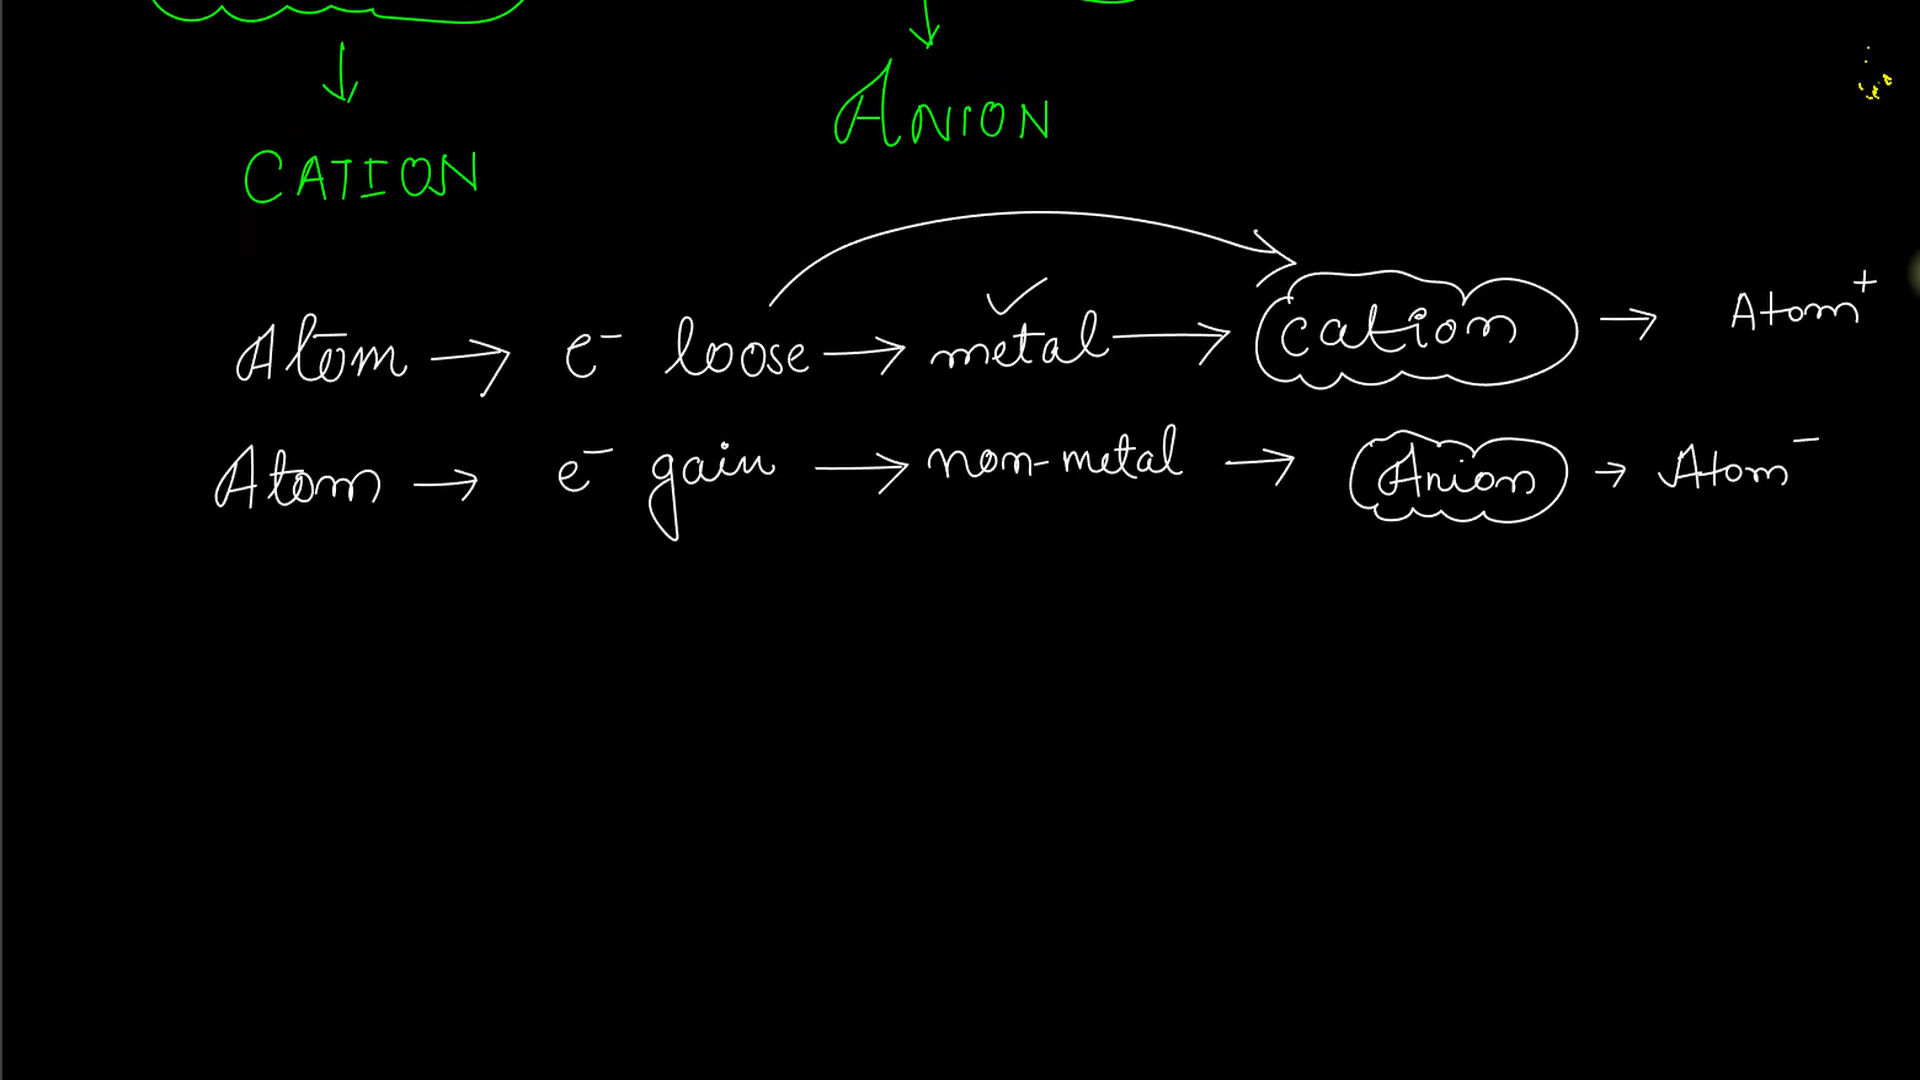 ANION
CATION
Atom → e⁻ loose → metal → cation → Atom⁺
Atom → e⁻ gain → non-metal → Anion → Atom⁻